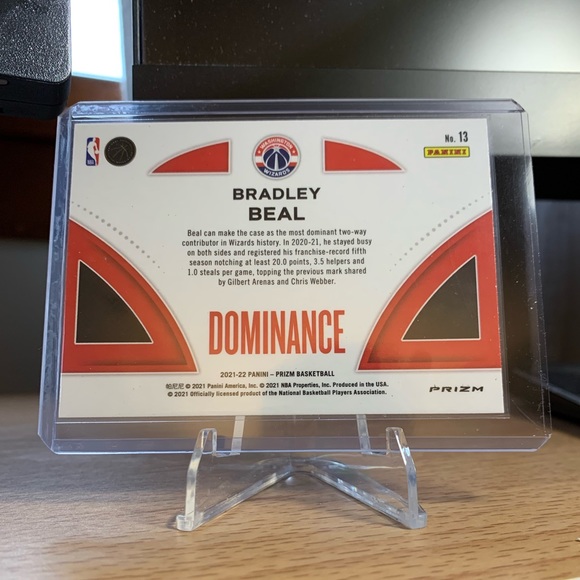 No. 13
PANINI
NBA
WASHINGTON
WIZARDS
BRADLEY
BEAL
Beal can make the case as the most dominant two-way
contributor in Wizards history. In 2020-21, he stayed busy
on both sides and registered his franchise-record fifth
season notching at least 20.0 points, 3.5 helpers and
1.0 steals per game, topping the previous mark shared
by Gilbert Arenas and Chris Webber.
DOMINANCE
2021-22 PANINI – PRIZM BASKETBALL
帕尼尼 © 2021 Panini America, Inc. © 2021 NBA Properties, Inc. Produced in the USA.
© 2021 Officially licensed product of the National Basketball Players Association.
PRIZM